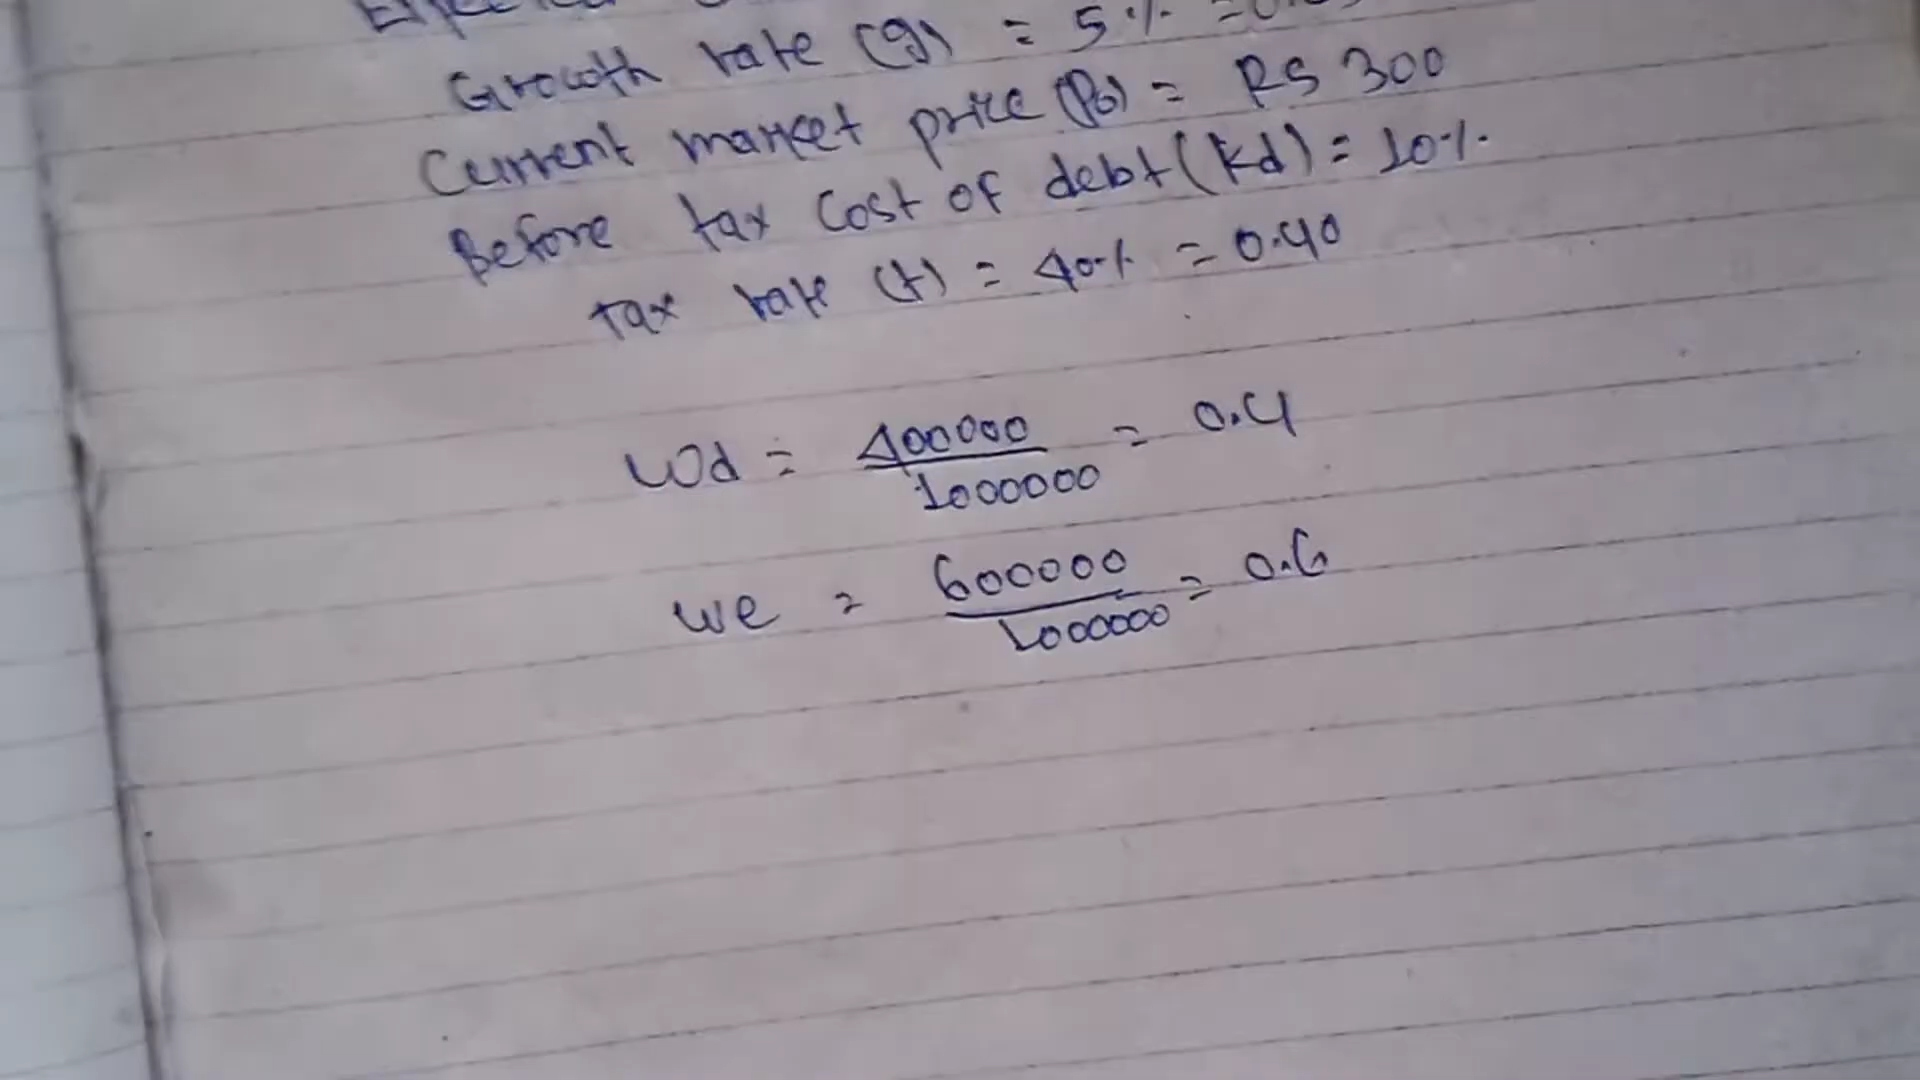 Growth rate (g) = 5% =
Current market price (P0) = RS 300
Before tax cost of debt (kd) = 10%
tax rate (t) = 40% = 0.40
wd = 400000/1000000 = 0.4
we = 600000/1000000 = 0.6